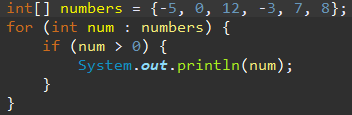 int[] numbers = {-5, 0, 12, -3, 7, 8};
for (int num : numbers) {
    if (num > 0) {
        System.out.println(num);
    }
}